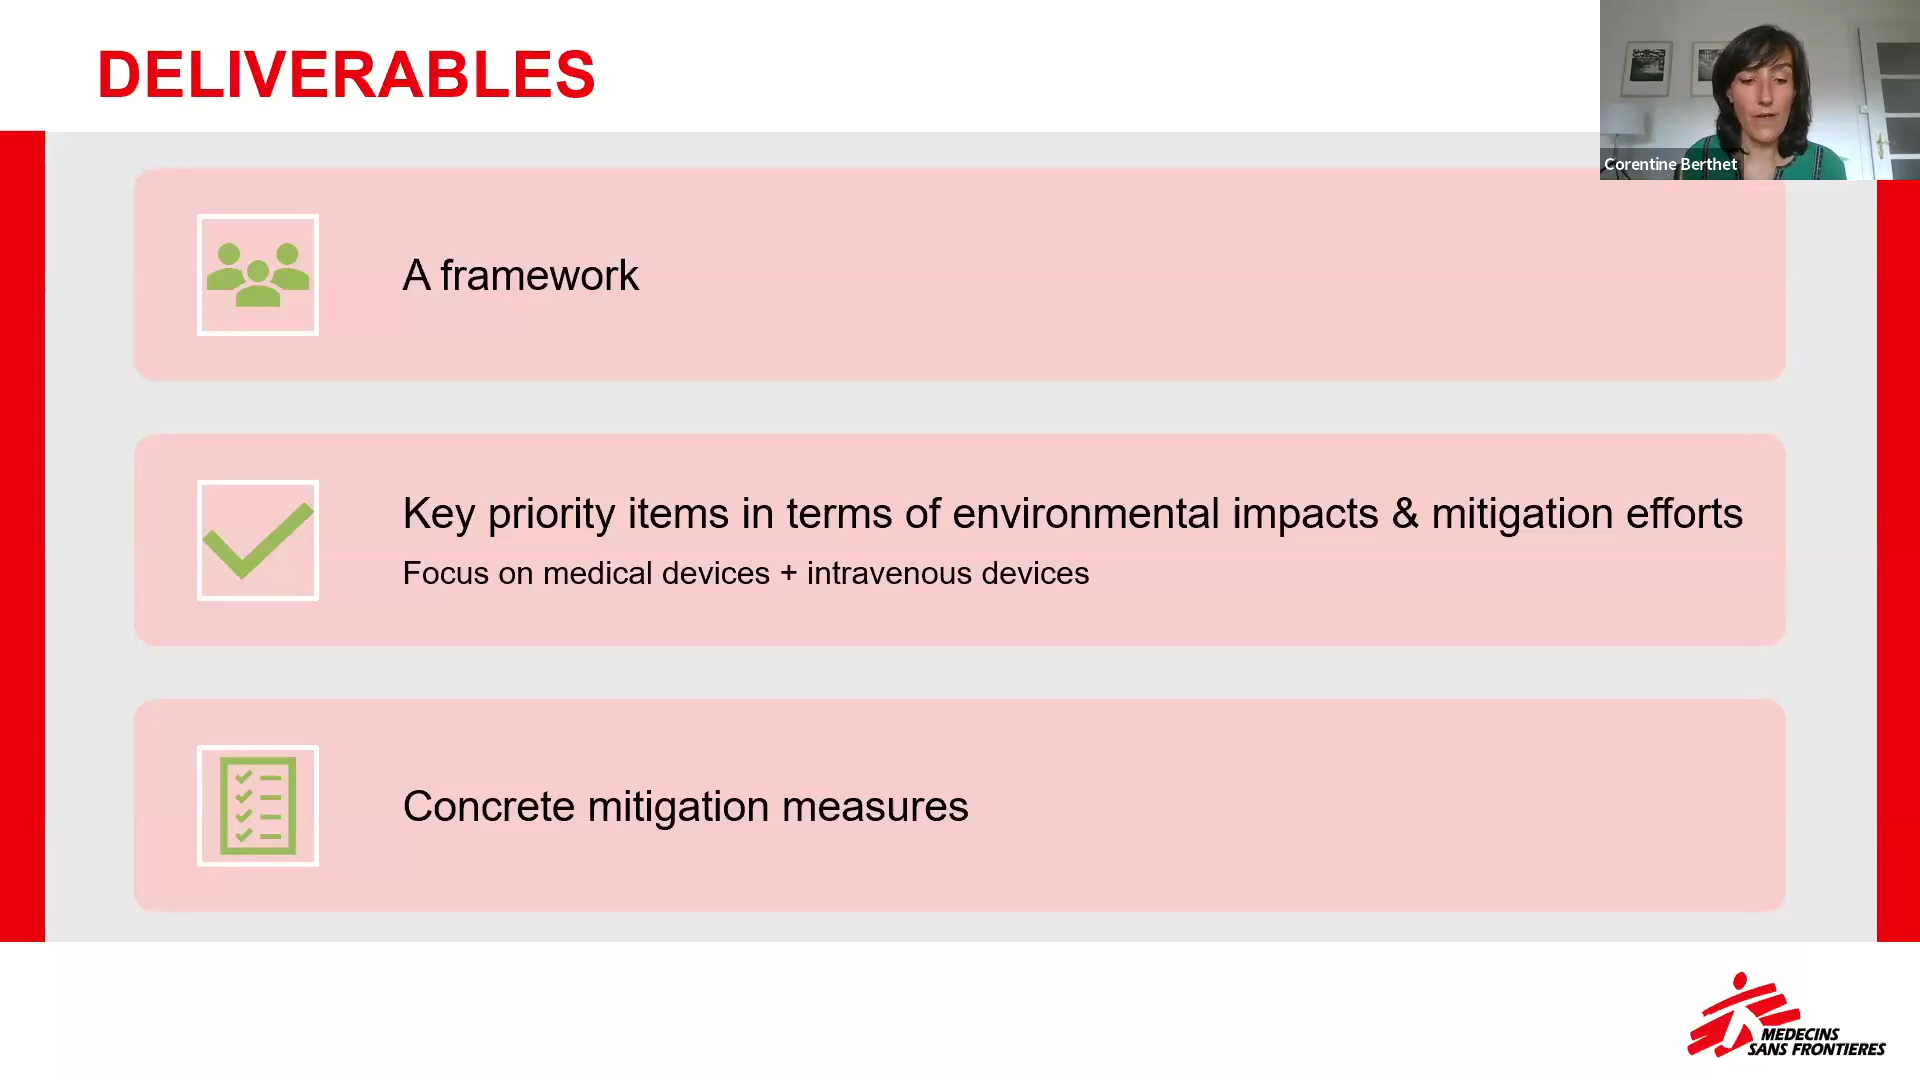 DELIVERABLES
Corentine Berthet
A framework
Key priority items in terms of environmental impacts & mitigation efforts
Focus on medical devices + intravenous devices
Concrete mitigation measures
MEDECINS
SANS FRONTIERES